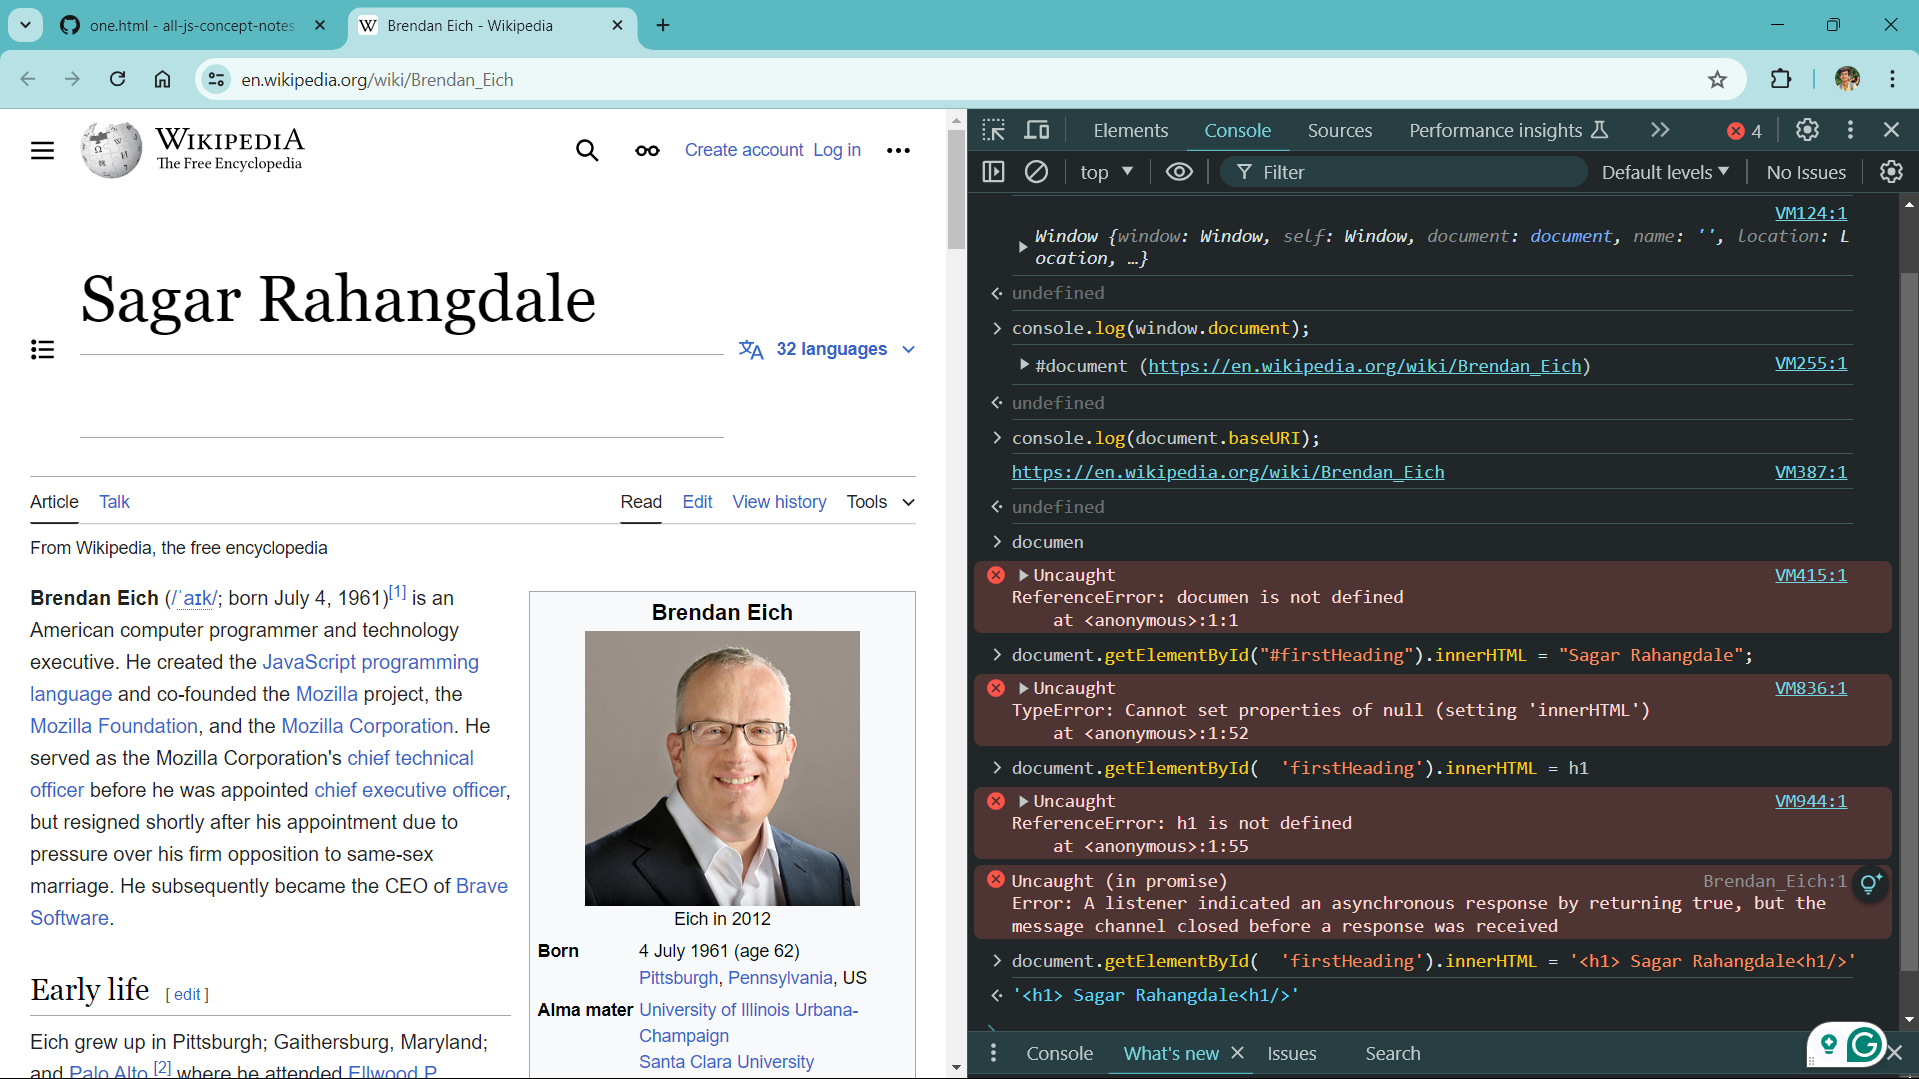 one.html - all-js-concept-notes
Brendan Eich - Wikipedia
en.wikipedia.org/wiki/Brendan_Eich
WIKIPEDIA
The Free Encyclopedia
Create account Log in
Sagar Rahangdale
32 languages
Article Talk Read Edit View history Tools
From Wikipedia, the free encyclopedia
Brendan Eich (/ˈaɪk/; born July 4, 1961)[1] is an
American computer programmer and technology
executive. He created the JavaScript programming
language and co-founded the Mozilla project, the
Mozilla Foundation, and the Mozilla Corporation. He
served as the Mozilla Corporation's chief technical
officer before he was appointed chief executive officer,
but resigned shortly after his appointment due to
pressure over his firm opposition to same-sex
marriage. He subsequently became the CEO of Brave
Software.
Early life [ edit ]
Eich grew up in Pittsburgh; Gaithersburg, Maryland;
and Palo Alto,[2] where he attended Ellwood P.
Brendan Eich
Eich in 2012
Born 4 July 1961 (age 62)
Pittsburgh, Pennsylvania, US
Alma mater University of Illinois Urbana-
Champaign
Santa Clara University
Elements Console Sources Performance insights 4
top Filter Default levels No Issues
VM124:1
Window {window: Window, self: Window, document: document, name: '', location: L
ocation, …}
undefined
console.log(window.document);
#document (https://en.wikipedia.org/wiki/Brendan_Eich) VM255:1
undefined
console.log(document.baseURI);
https://en.wikipedia.org/wiki/Brendan_Eich VM387:1
undefined
documen
Uncaught VM415:1
ReferenceError: documen is not defined
at <anonymous>:1:1
document.getElementById("#firstHeading").innerHTML = "Sagar Rahangdale";
Uncaught VM836:1
TypeError: Cannot set properties of null (setting 'innerHTML')
at <anonymous>:1:52
document.getElementById(  'firstHeading').innerHTML = h1
Uncaught VM944:1
ReferenceError: h1 is not defined
at <anonymous>:1:55
Uncaught (in promise) Brendan_Eich:1
Error: A listener indicated an asynchronous response by returning true, but the
message channel closed before a response was received
document.getElementById(  'firstHeading').innerHTML = '<h1> Sagar Rahangdale<h1/>'
'<h1> Sagar Rahangdale<h1/>'
Console What's new Issues Search